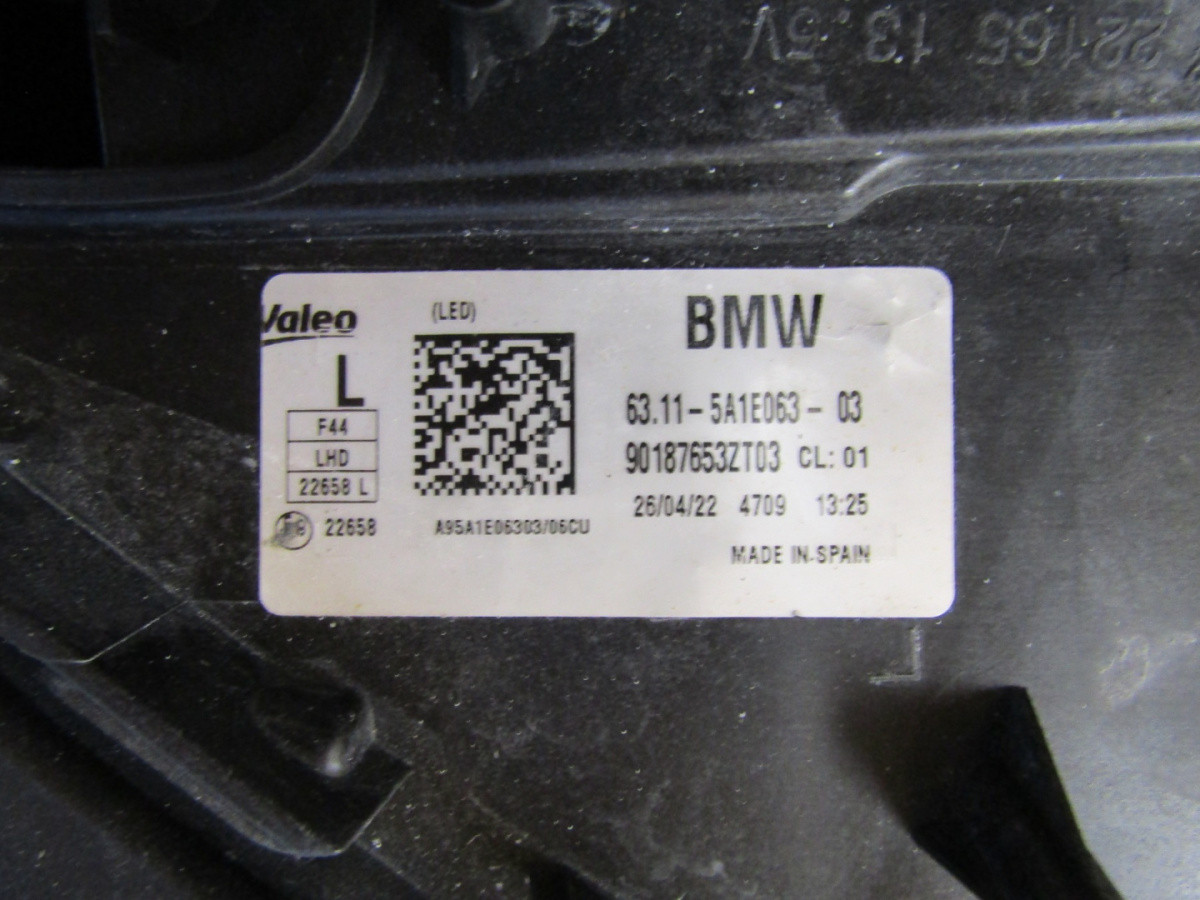 22165 13.5V
Valeo
(LED)
BMW
L
F44
LHD
22658 L
22658
A95A1E06303/06CU
63.11 - 5A1E063 - 03
90187653ZT03 CL: 01
26/04/22 4709 13:25
MADE IN SPAIN
L